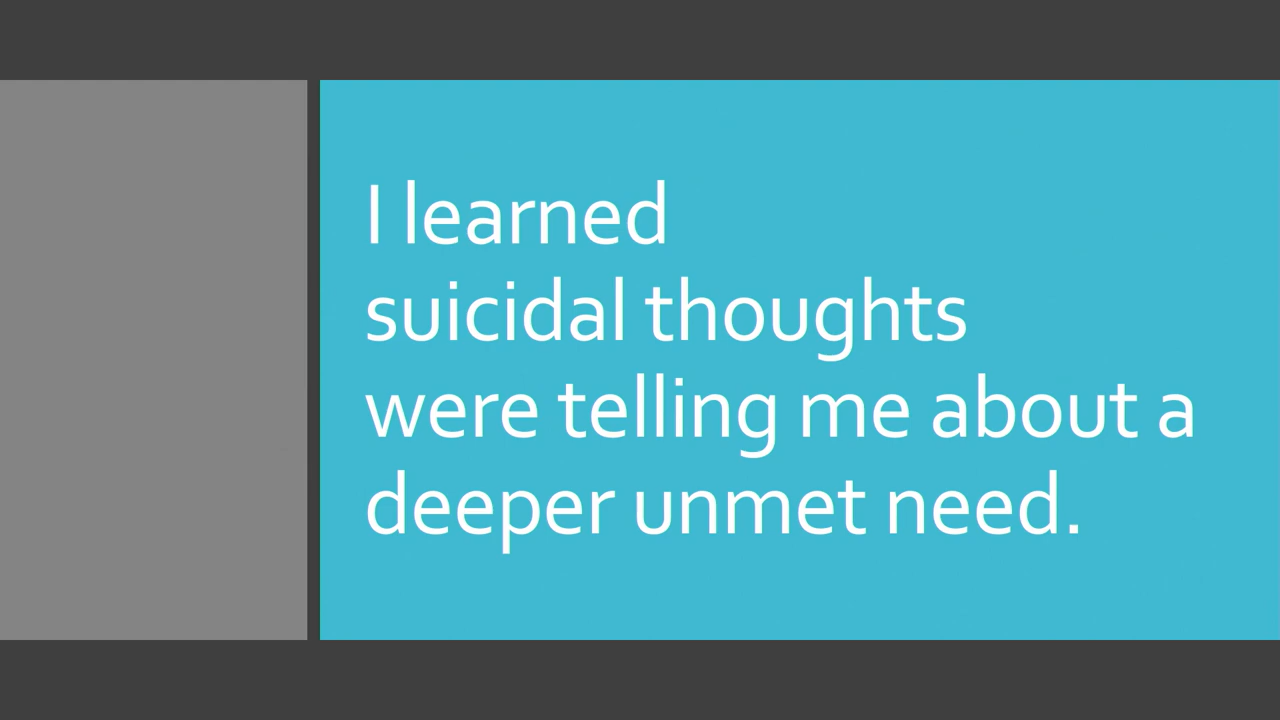 I learned
suicidal thoughts
were telling me about a
deeper unmet need.